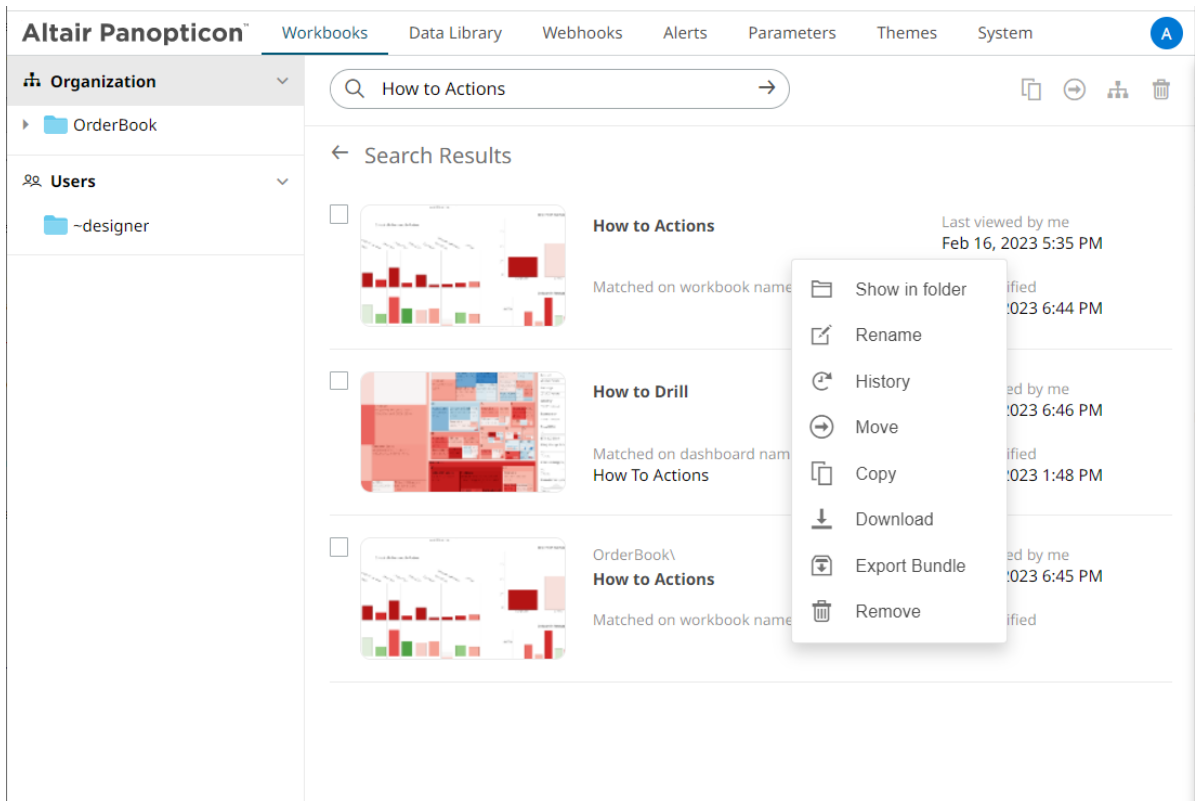 Altair Panopticon™ Workbooks Data Library Webhooks Alerts Parameters Themes System A
Organization
OrderBook
Users
~designer
How to Actions
Search Results
How to Actions
Last viewed by me
Feb 16, 2023 5:35 PM
Matched on workbook name
ified
2023 6:44 PM
Show in folder
Rename
History
Move
Copy
Download
Export Bundle
Remove
How to Drill
ed by me
2023 6:46 PM
Matched on dashboard nam
How To Actions
ified
2023 1:48 PM
OrderBook\
How to Actions
ed by me
2023 6:45 PM
Matched on workbook name
ified